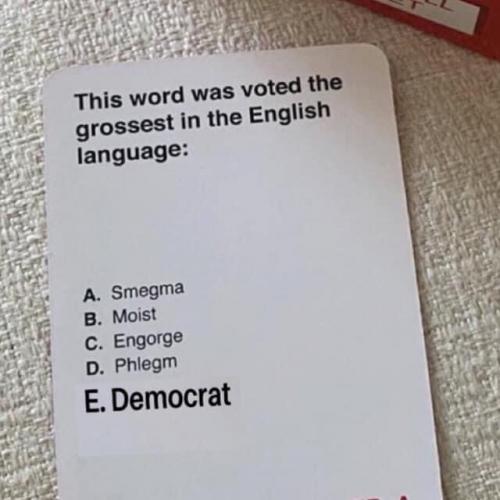 This word was voted the
grossest in the English
language:
A. Smegma
B. Moist
C. Engorge
D. Phlegm
E. Democrat